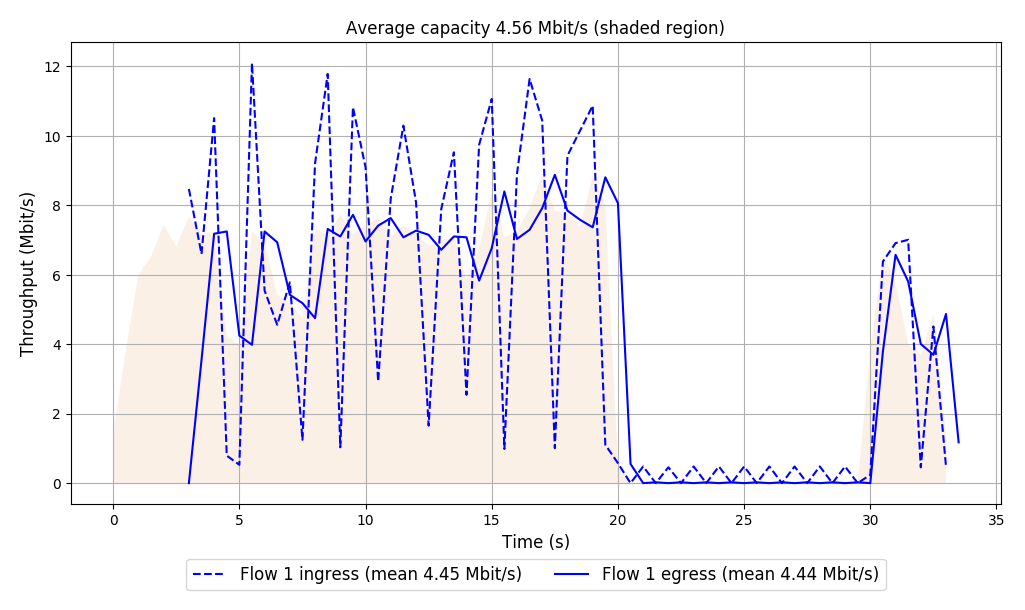 Average capacity 4.56 Mbit/s (shaded region)
Throughput (Mbit/s)
12
10
8
6
4
2
0
0 5 10 15 20 25 30 35
Time (s)
Flow 1 ingress (mean 4.45 Mbit/s) Flow 1 egress (mean 4.44 Mbit/s)